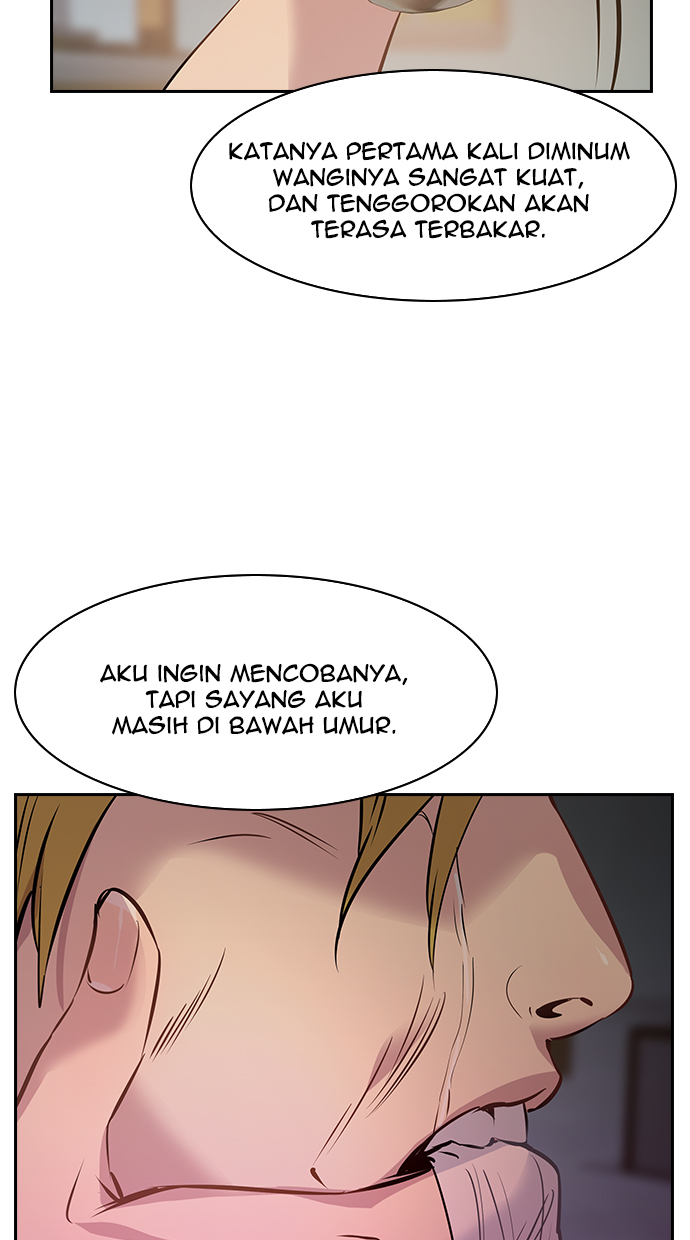 KATANYA PERTAMA KALI DIMINUM
WANGINYA SANGAT KUAT,
DAN TENGGOROKAN AKAN
TERASA TERBAKAR.
AKU INGIN MENCOBANYA,
TAPI SAYANG AKU
MASIH DI BAWAH UMUR.